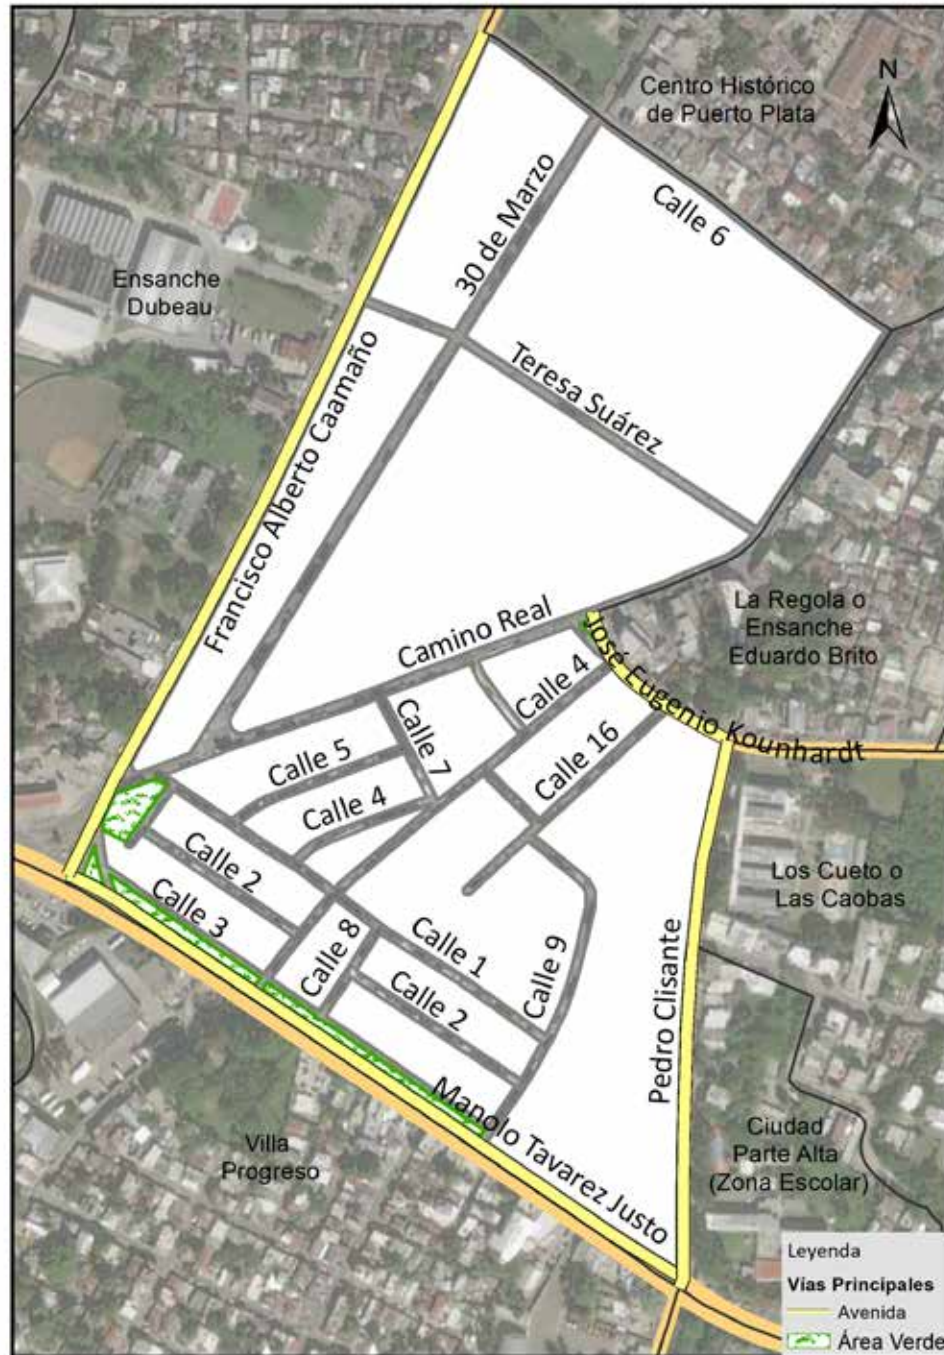 Centro Histórico
de Puerto Plata
N
Calle 6
30 de Marzo
Ensanche
Dubeau
Teresa Suárez
Francisco Alberto Caamaño
La Regola o
Ensanche
Eduardo Brito
Camino Real
José Eugenio Kounhardt
Calle 4
Calle 7
Calle 16
Calle 5
Calle 4
Calle 2
Los Cueto o
Las Caobas
Calle 3
Calle 8
Calle 1
Calle 9
Calle 2
Pedro Clisante
Manolo Tavarez Justo
Villa
Progreso
Ciudad
Parte Alta
(Zona Escolar)
Leyenda
Vías Principales
Avenida
Área Verde